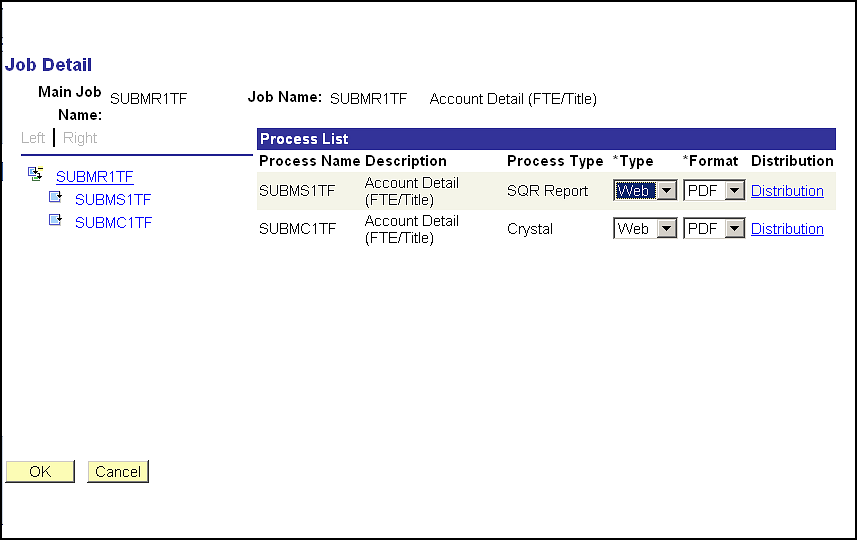 Job Detail
Main Job Name: SUBMR1TF Job Name: SUBMR1TF Account Detail (FTE/Title)
Left | Right
SUBMR1TF
SUBMS1TF
SUBMC1TF
Process List
Process Name Description Process Type *Type *Format Distribution
SUBMS1TF Account Detail (FTE/Title) SQR Report Web PDF Distribution
SUBMC1TF Account Detail (FTE/Title) Crystal Web PDF Distribution
OK Cancel